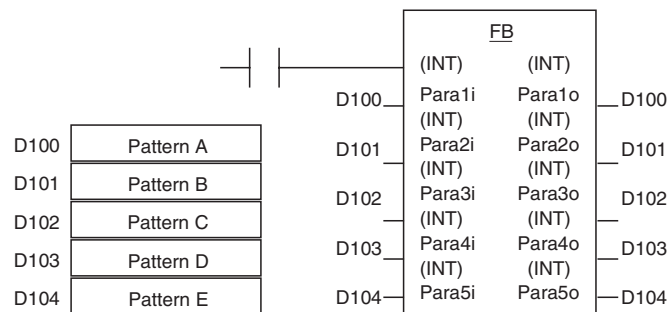 FB
(INT) (INT)
D100 Para1i Para1o D100
(INT) (INT)
D100 Pattern A
D101 Para2i Para2o D101
D101 Pattern B
(INT) (INT)
D102 Para3i Para3o D102
D102 Pattern C
(INT) (INT)
D103 Para4i Para4o D103
D103 Pattern D
(INT) (INT)
D104 Pattern E
D104 Para5i Para5o D104